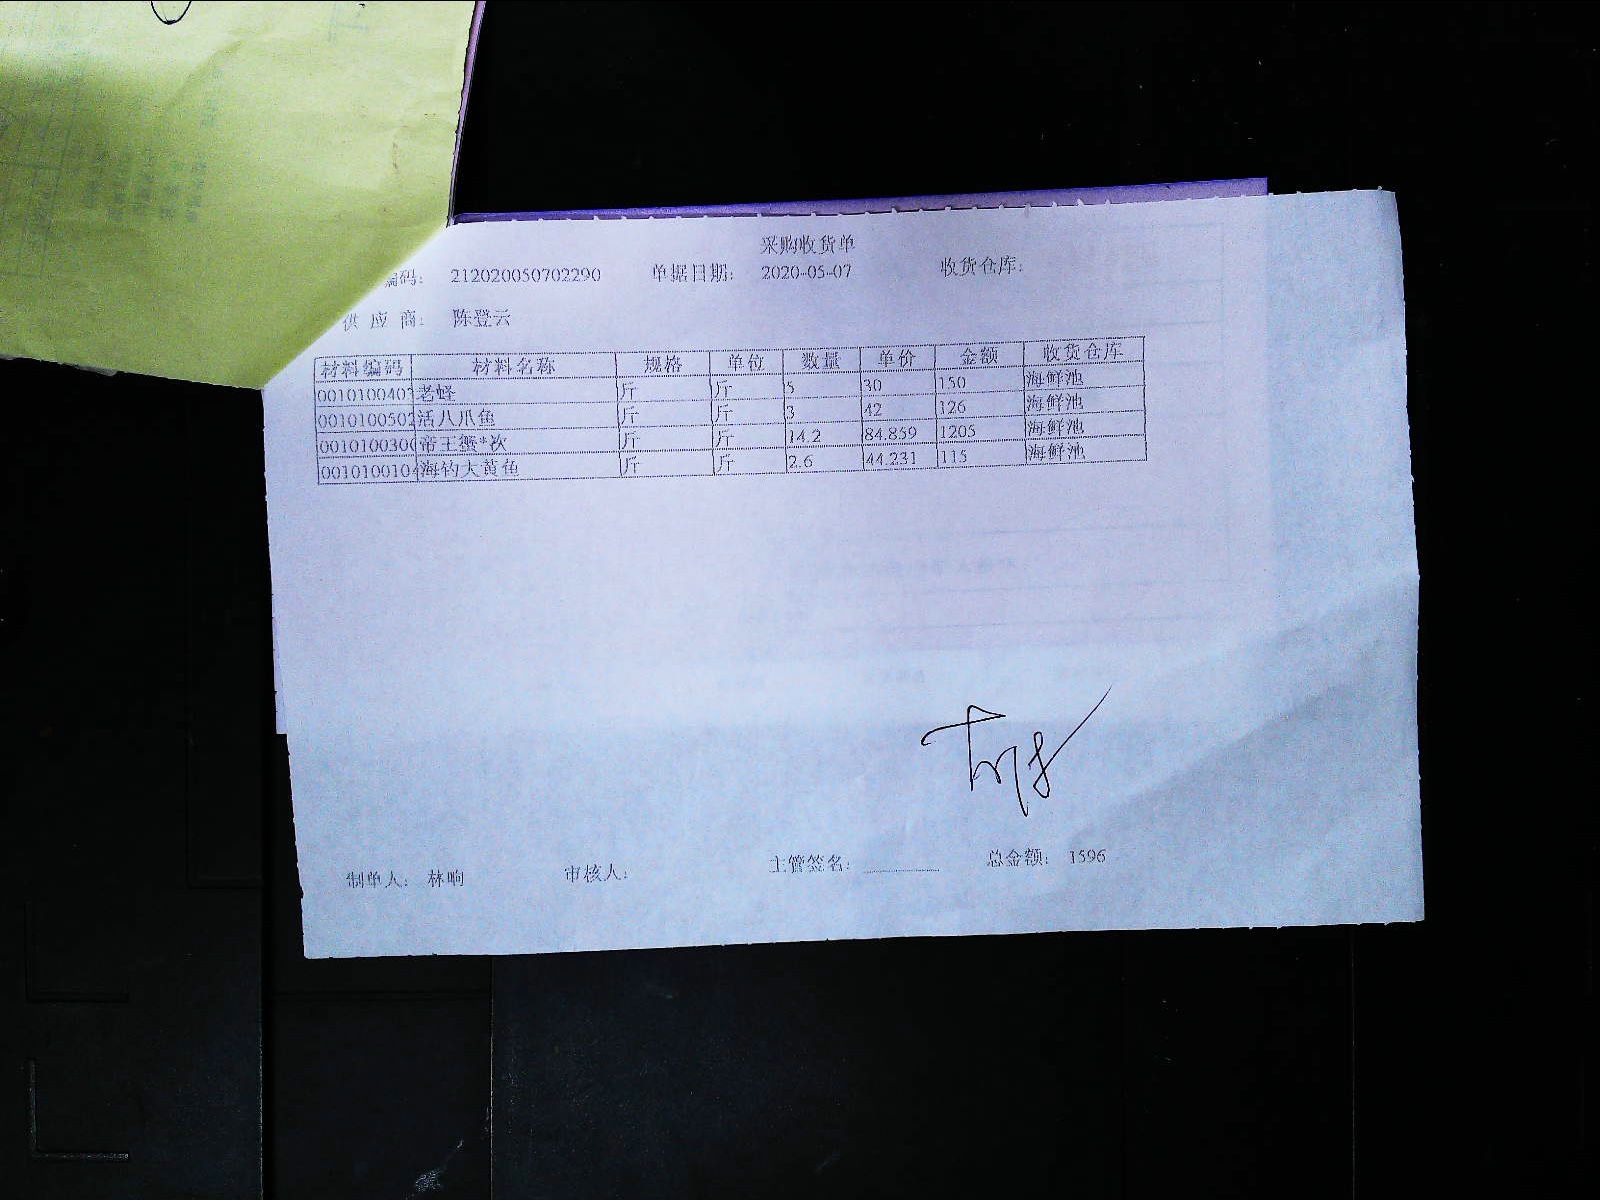 采购收货单
编码: 212020050702290 单据日期: 2020-05-07 收货仓库:
供 应 商: 陈登云
材料编码 材料名称 规格 单位 数量 单价 金额 收货仓库
001010040 老蛏 斤 斤 5 30 150 海鲜池
0010100502 活八爪鱼 斤 斤 3 42 126 海鲜池
001010030 帝王蟹*次 斤 斤 14.2 84.859 1205 海鲜池
001010010 海钓大黄鱼 斤 斤 2.6 44.231 115 海鲜池
制单人: 林响 审核人: 主管签名: 总金额: 1596